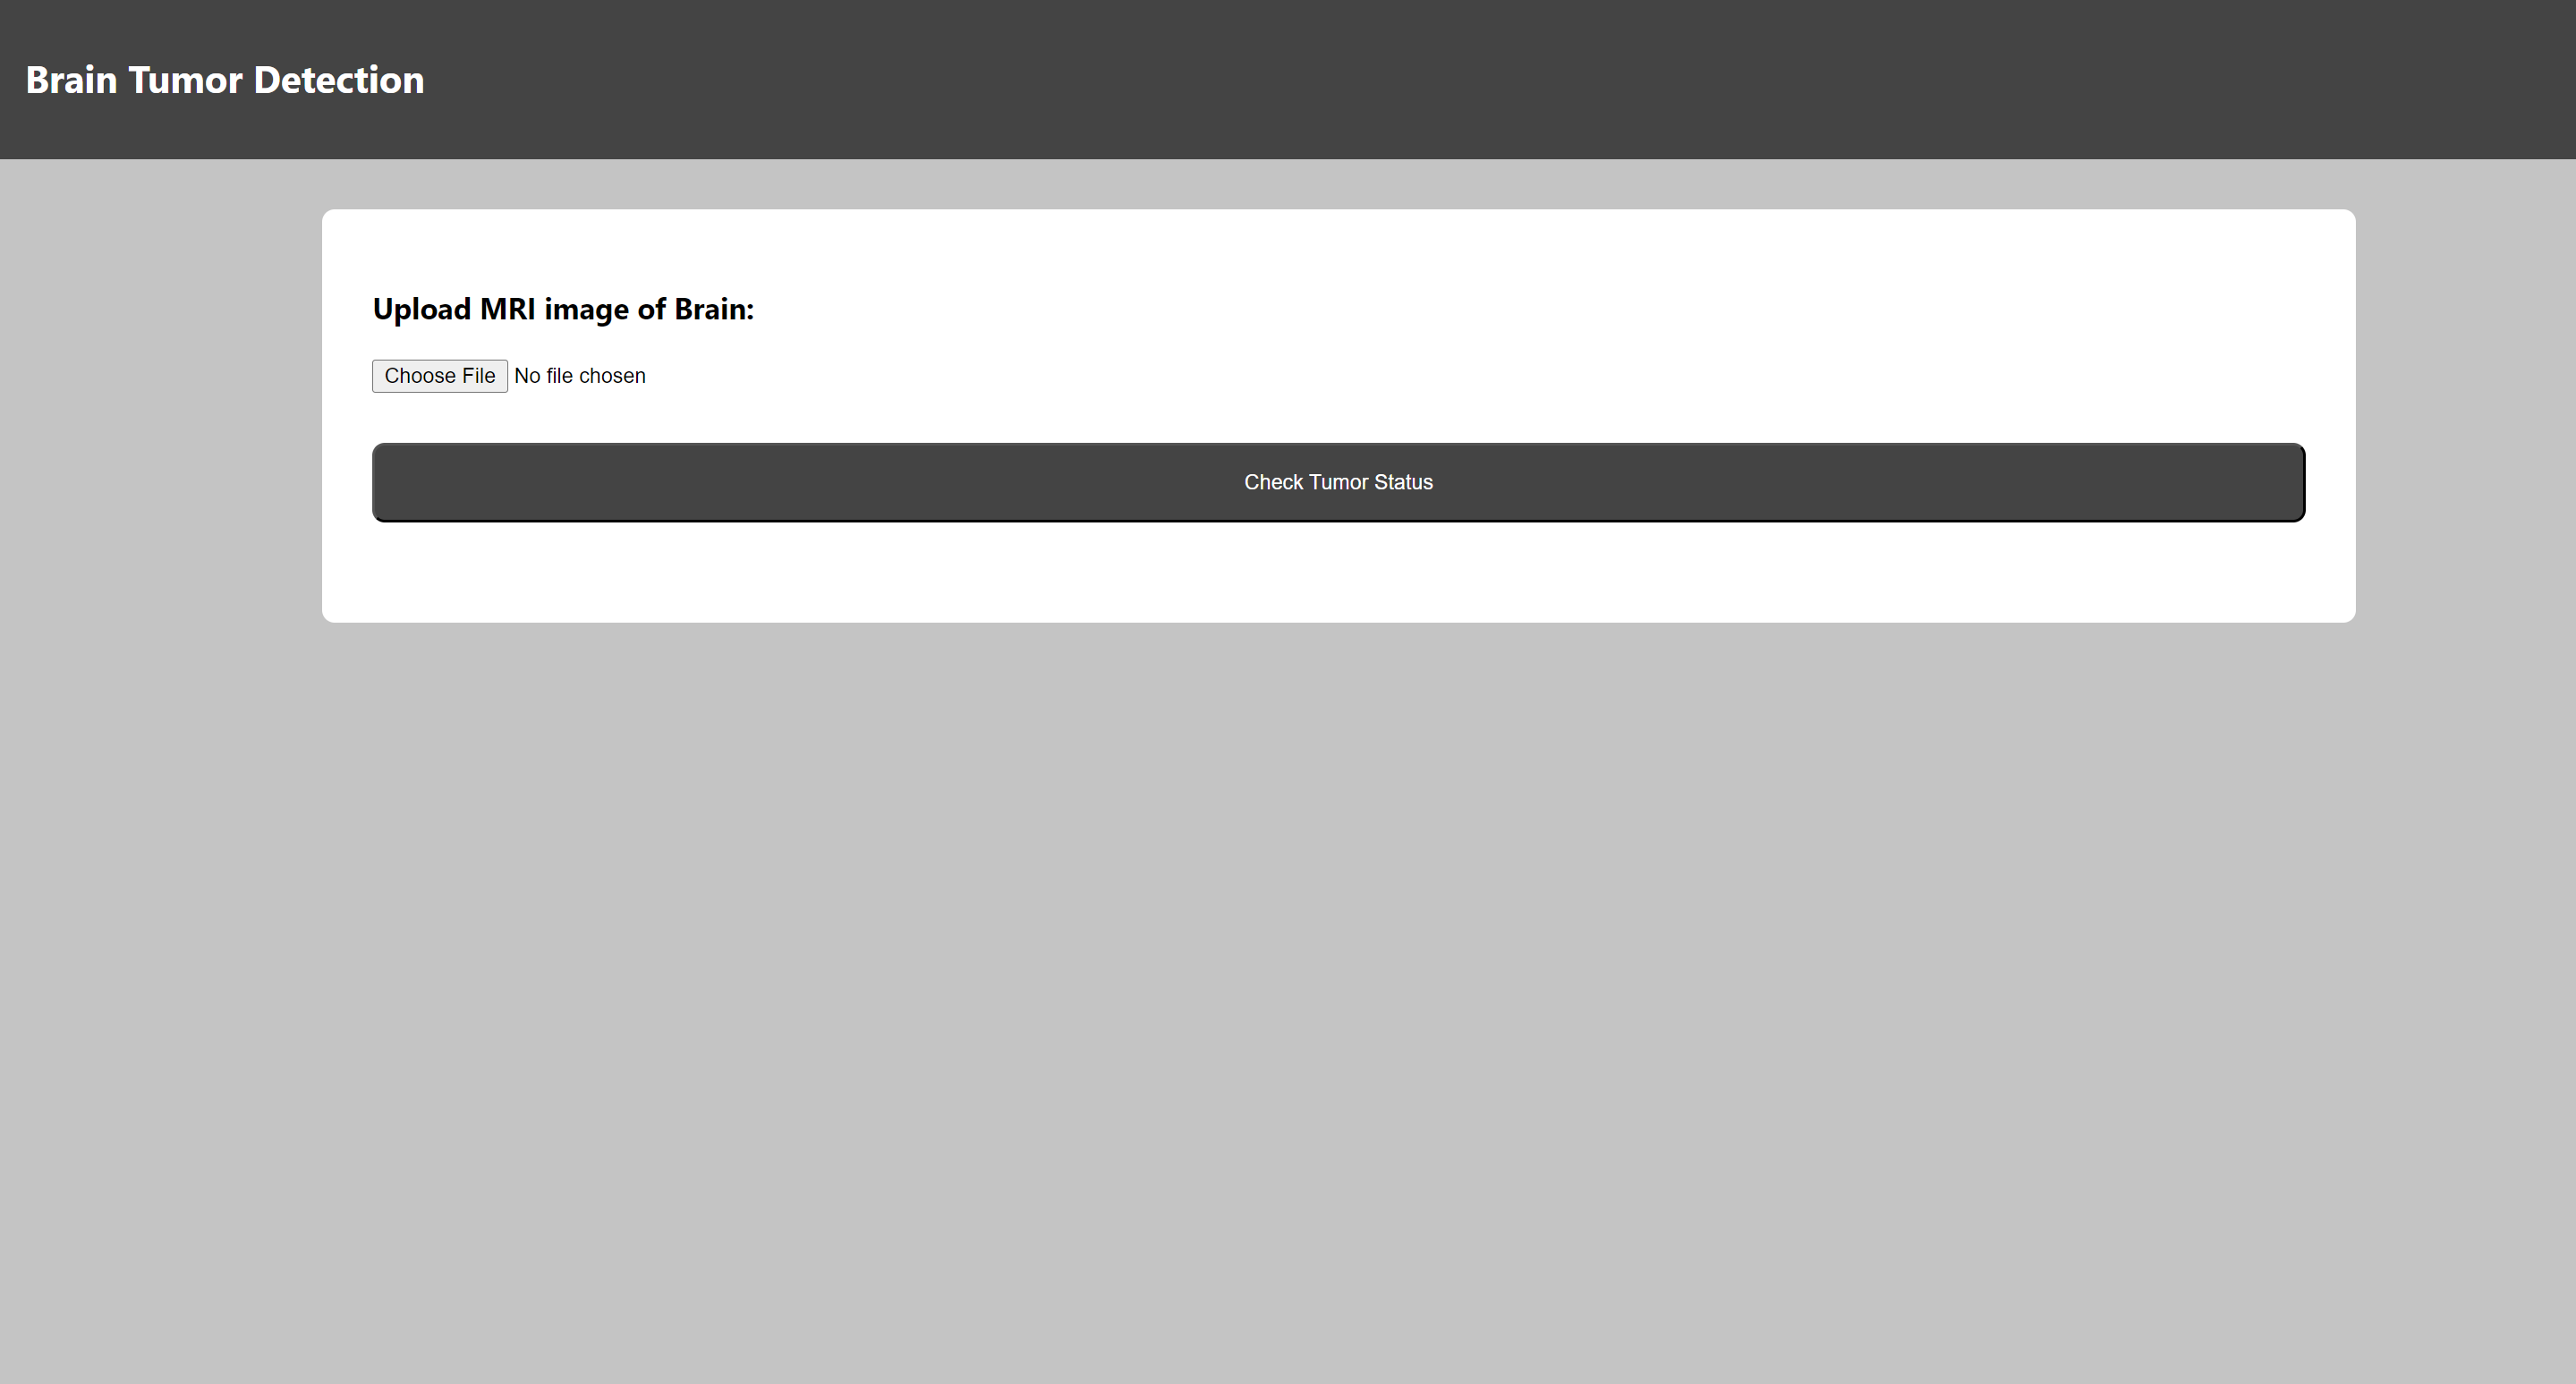 Brain Tumor Detection
Upload MRI image of Brain:
Choose File No file chosen
Check Tumor Status